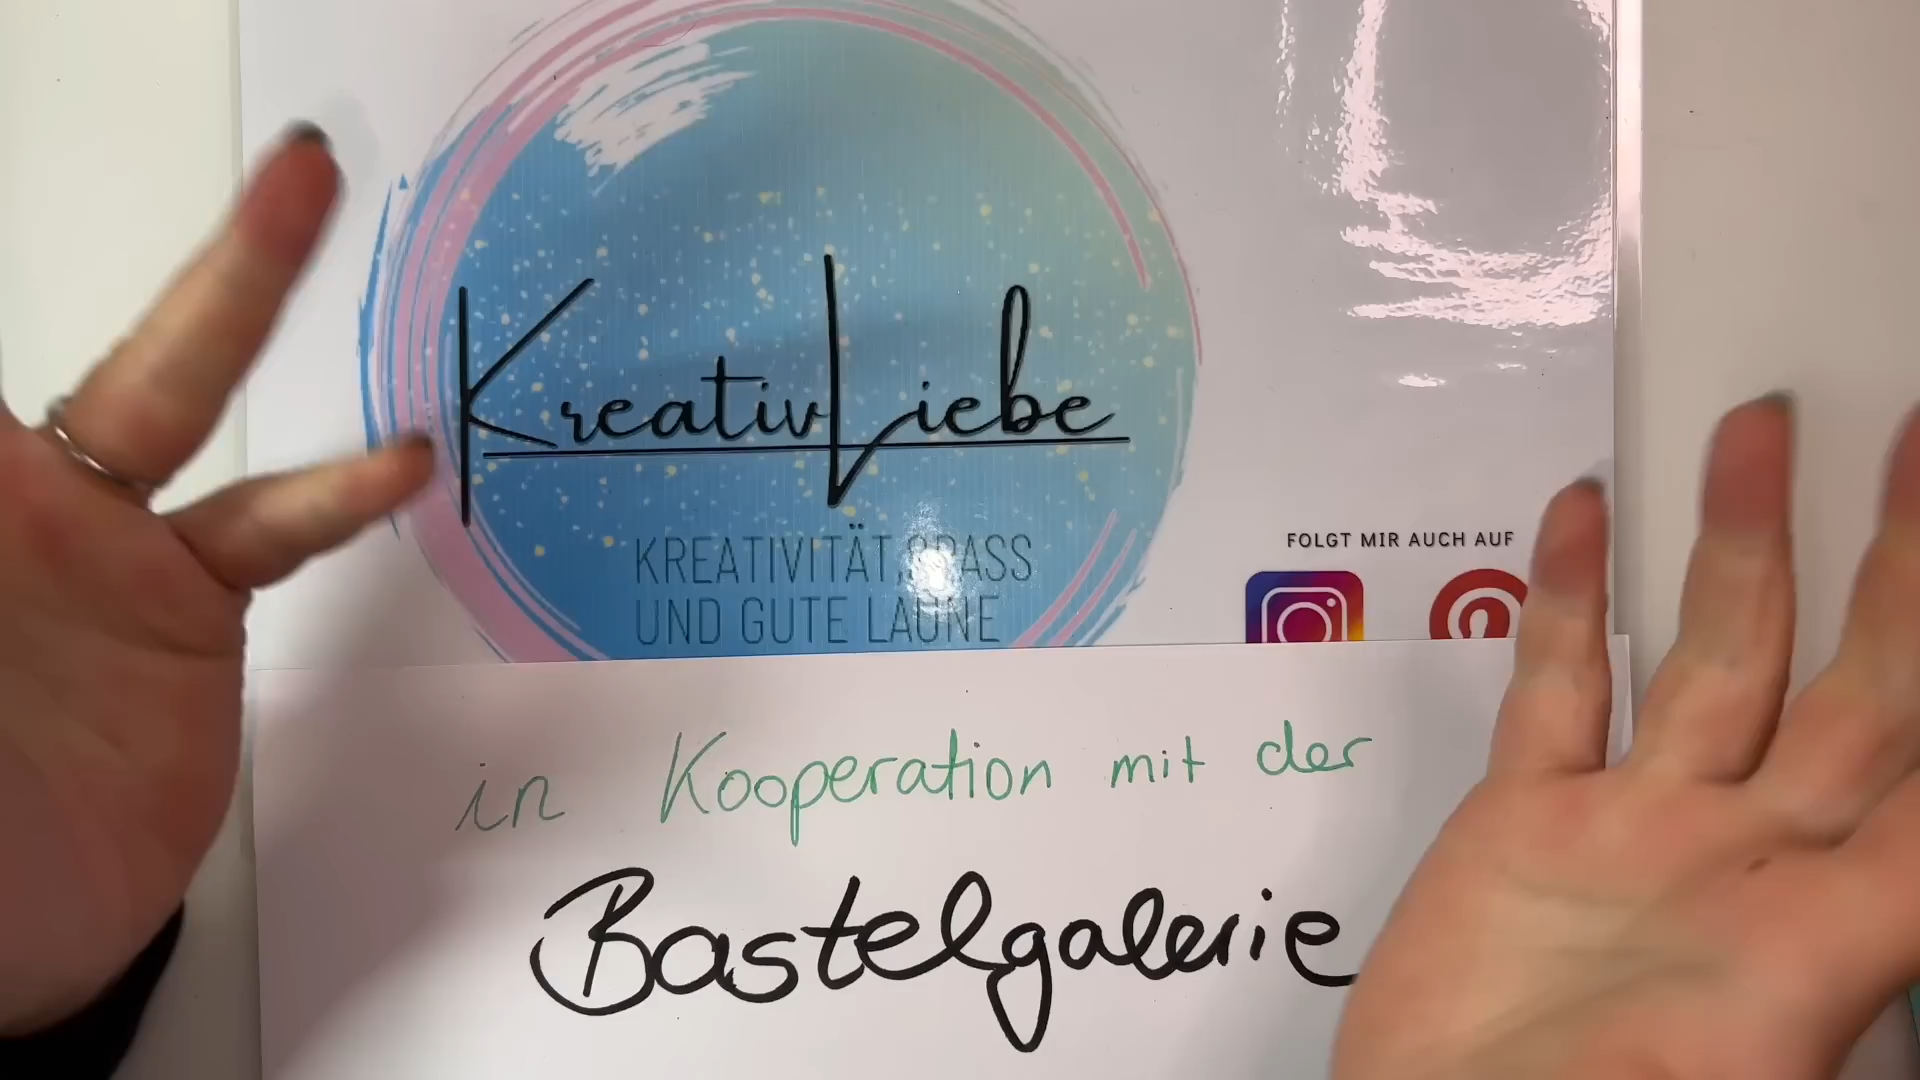 KreativLiebe
KREATIVITÄT, SPASS
UND GUTE LAUNE
FOLGT MIR AUCH AUF
in Kooperation mit der
Bastelgalerie